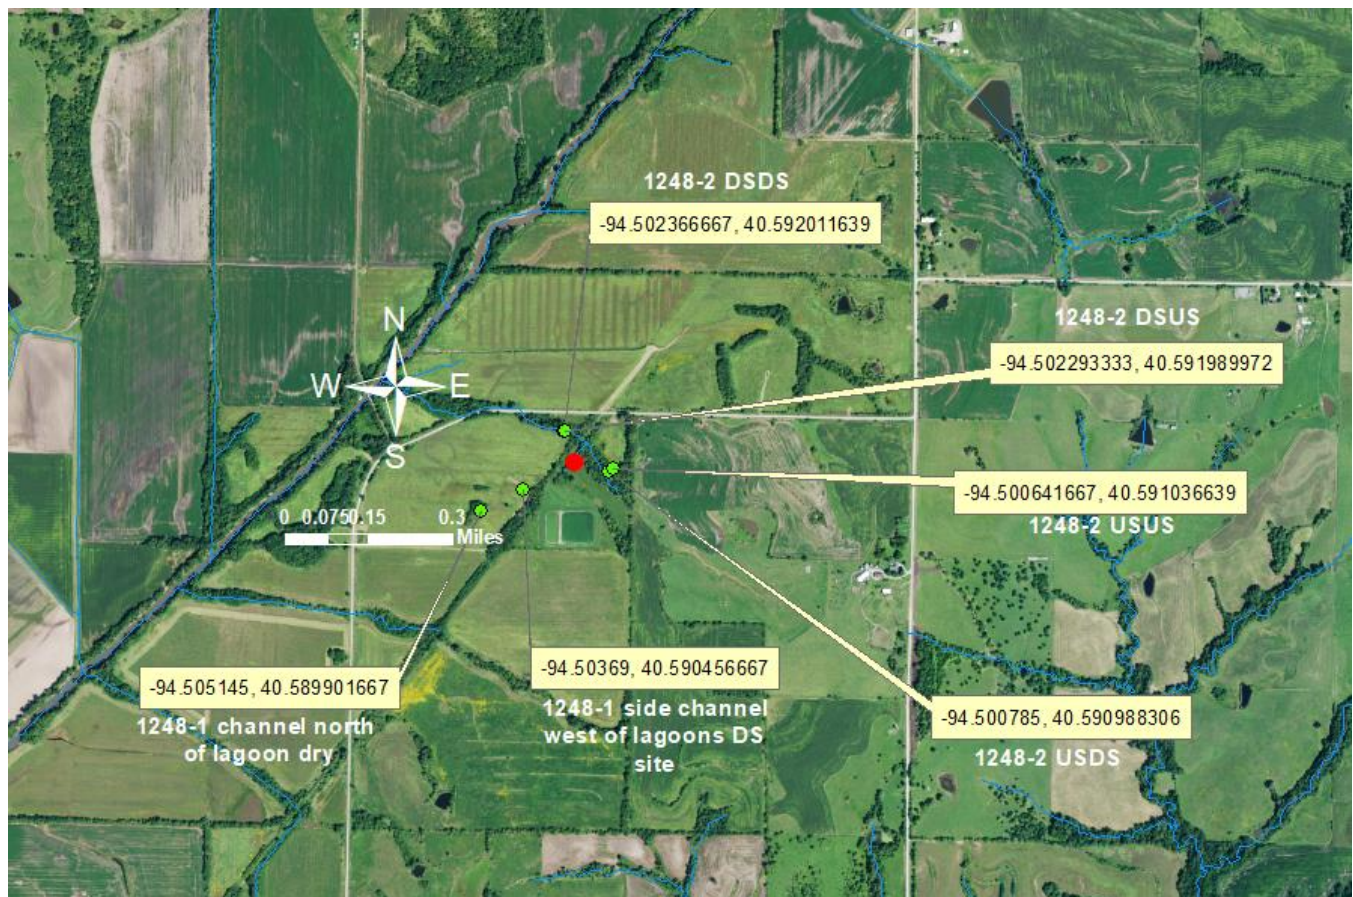 1248-2 DSDS
-94.502366667, 40.592011639
1248-2 DSUS
-94.502293333, 40.591989972
N
W
E
S
-94.500641667, 40.591036639
1248-2 USUS
0 0.075 0.15 0.3
Miles
-94.505145, 40.589901667
1248-1 channel north
of lagoon dry
-94.50369, 40.590456667
1248-1 side channel
west of lagoons DS
site
-94.500785, 40.590988306
1248-2 USDS